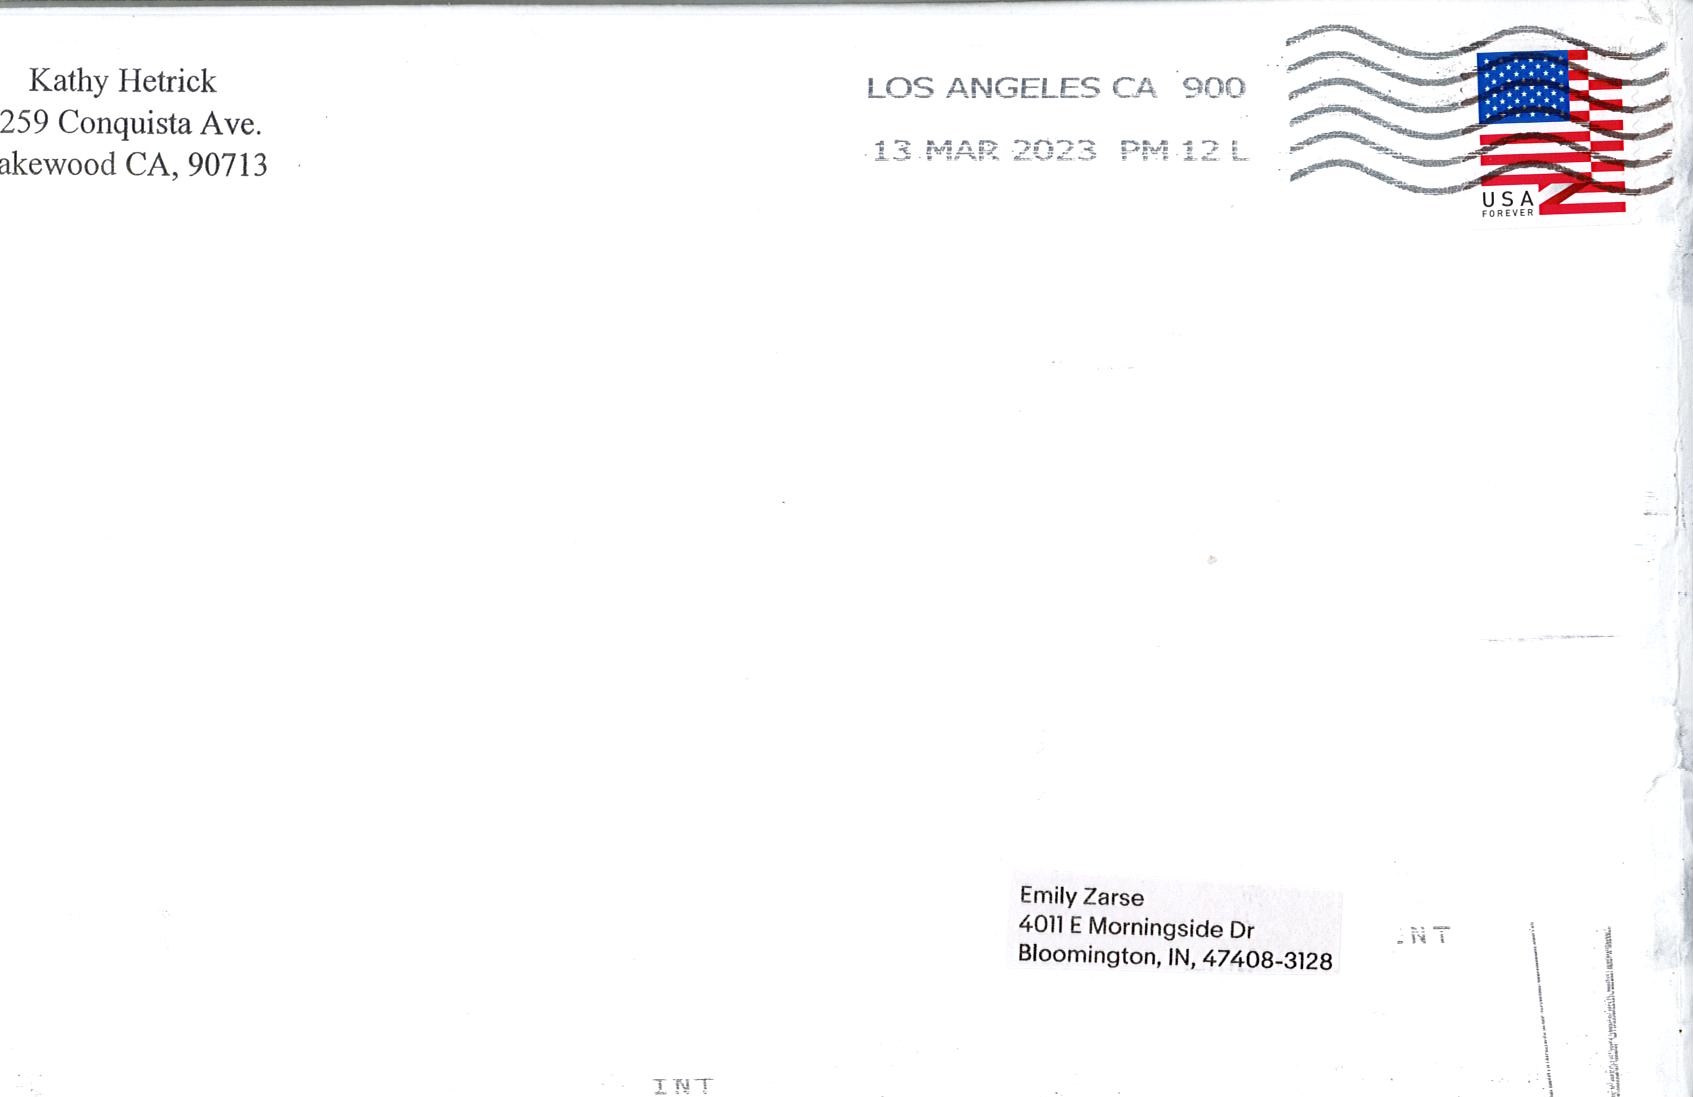 Kathy Hetrick
259 Conquista Ave.
akewood CA, 90713
LOS ANGELES CA 900
13 MAR 2023 PM 12 L
USA
FOREVER
Emily Zarse
4011 E Morningside Dr
Bloomington, IN, 47408-3128
INT